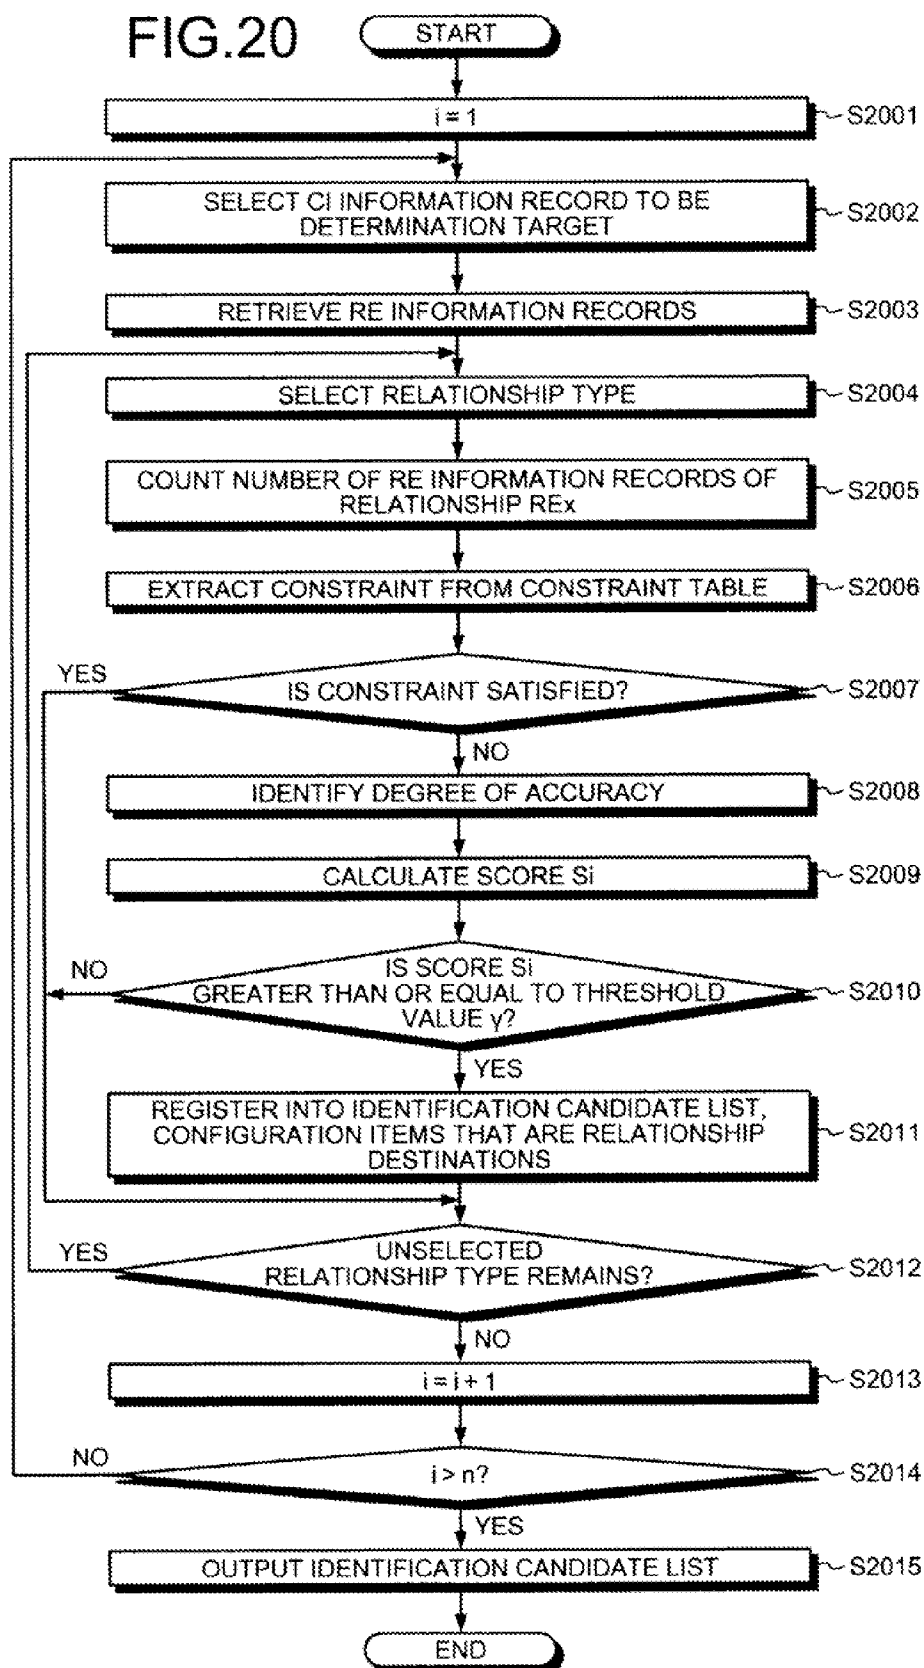 FIG.20
START
i = 1
S2001
SELECT CI INFORMATION RECORD TO BE
DETERMINATION TARGET
S2002
RETRIEVE RE INFORMATION RECORDS
S2003
SELECT RELATIONSHIP TYPE
S2004
COUNT NUMBER OF RE INFORMATION RECORDS OF
RELATIONSHIP REx
S2005
EXTRACT CONSTRAINT FROM CONSTRAINT TABLE
S2006
YES
IS CONSTRAINT SATISFIED?
S2007
NO
IDENTIFY DEGREE OF ACCURACY
S2008
CALCULATE SCORE Si
S2009
NO
IS SCORE Si
GREATER THAN OR EQUAL TO THRESHOLD
VALUE γ?
S2010
YES
REGISTER INTO IDENTIFICATION CANDIDATE LIST,
CONFIGURATION ITEMS THAT ARE RELATIONSHIP
DESTINATIONS
S2011
YES
UNSELECTED
RELATIONSHIP TYPE REMAINS?
S2012
NO
i = i + 1
S2013
NO
i > n?
S2014
YES
OUTPUT IDENTIFICATION CANDIDATE LIST
S2015
END